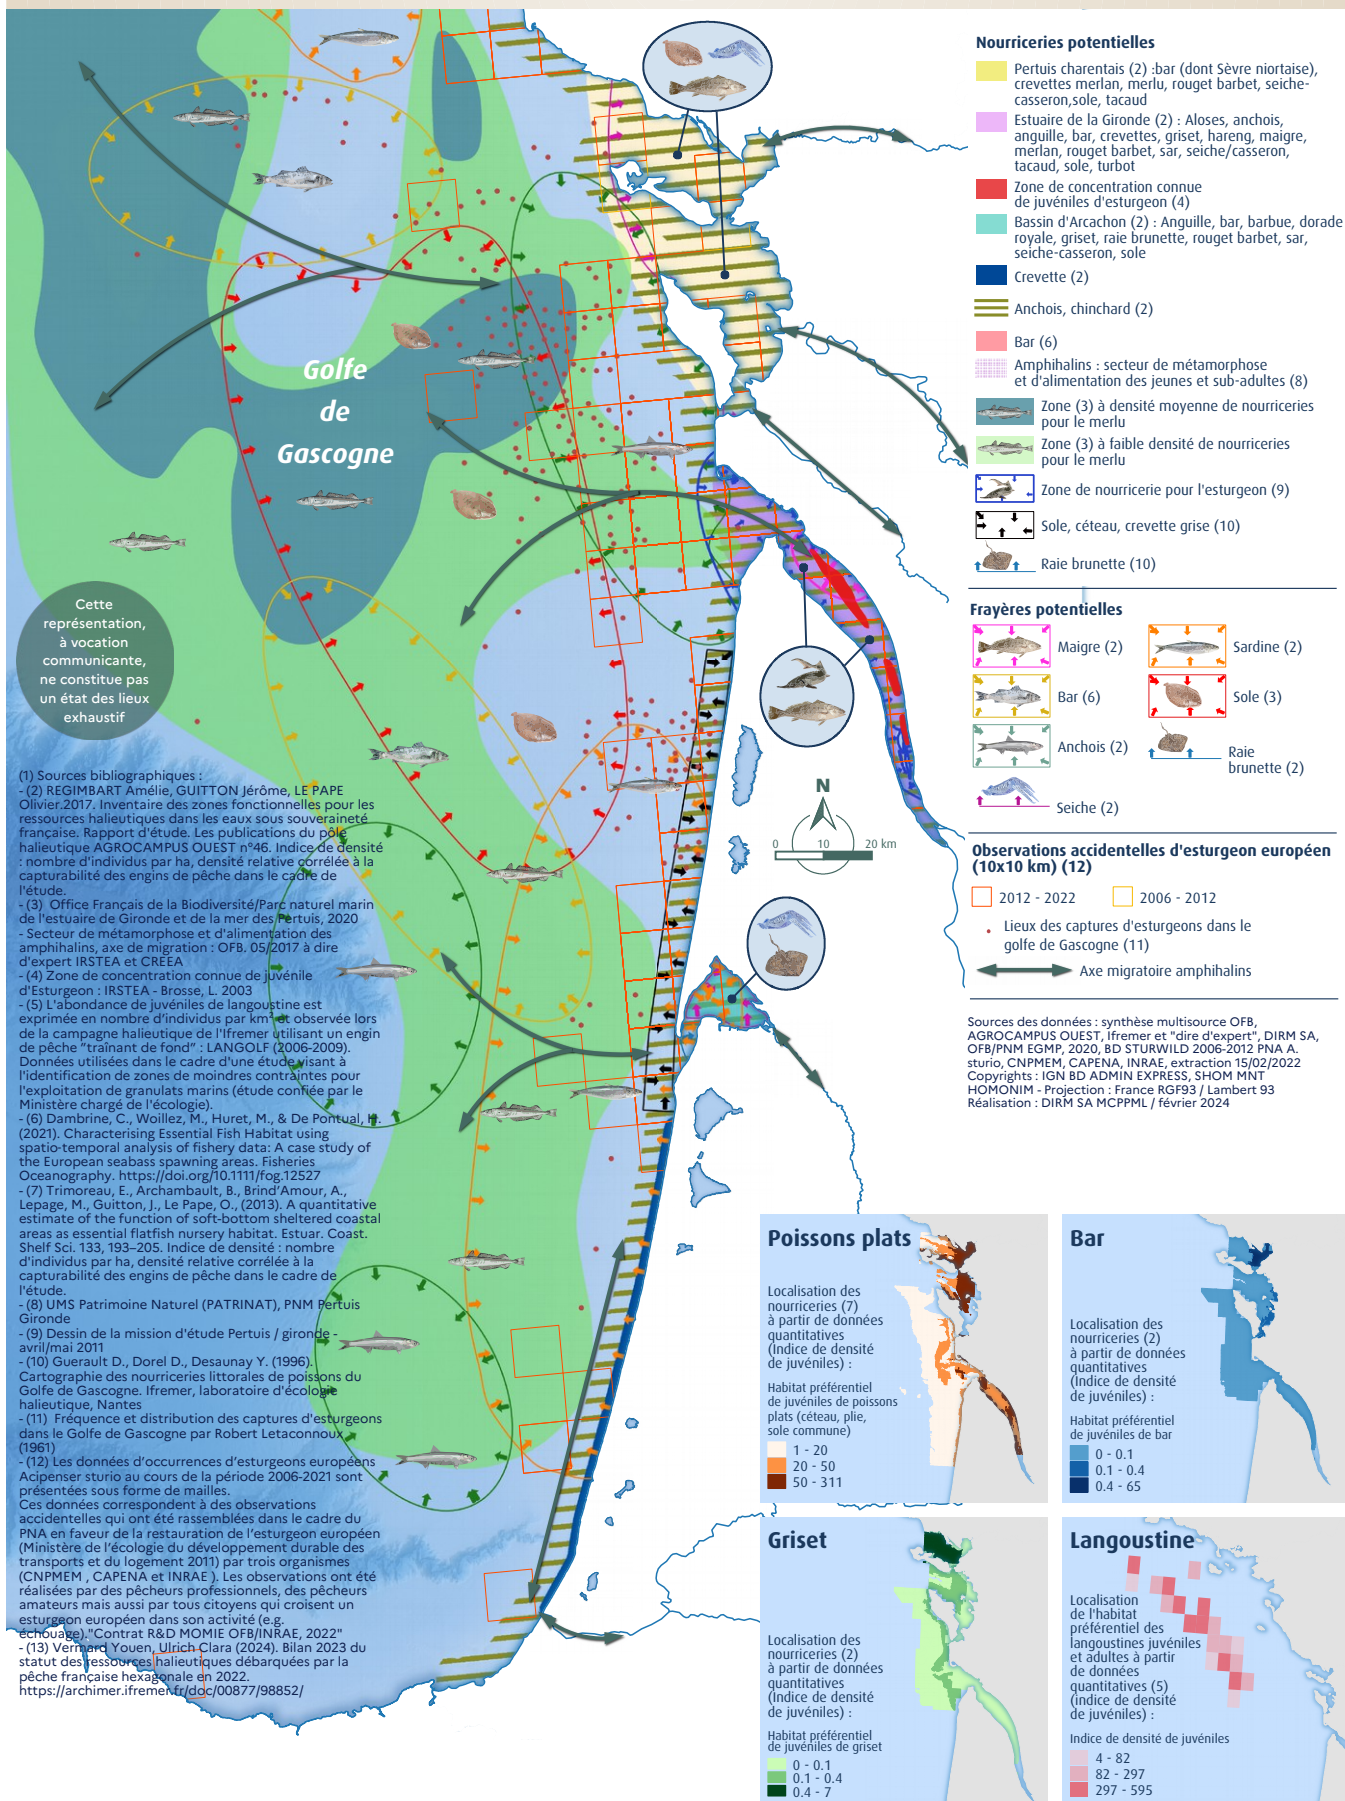 Golfe
de
Gascogne
Cette
représentation,
à vocation
communicante,
ne constitue pas
un état des lieux
exhaustif
(1) Sources bibliographiques :
- (2) REGIMBART Amélie, GUITTON Jérôme, LE PAPE
Olivier.2017. Inventaire des zones fonctionnelles pour les
ressources halieutiques dans les eaux sous souveraineté
française. Rapport d'étude. Les publications du pôle
halieutique AGROCAMPUS OUEST n°46. Indice de densité
: nombre d'individus par ha, densité relative corrélée à la
capturabilité des engins de pêche dans le cadre de
l'étude.
- (3) Office Français de la Biodiversité/Parc naturel marin
de l'estuaire de Gironde et de la mer des Pertuis, 2020
- Secteur de métamorphose et d'alimentation des
amphihalins, axe de migration : OFB. 05/2017 à dire
d'expert IRSTEA et CREEA
- (4) Zone de concentration connue de juvénile
d'Esturgeon : IRSTEA - Brosse, L. 2003
- (5) L'abondance de juvéniles de langoustine est
exprimée en nombre d'individus par km² et observée lors
de la campagne halieutique de l'Ifremer utilisant un engin
de pêche "traînant de fond" : LANGOLF (2006-2009).
Données utilisées dans le cadre d'une étude visant à
l'identification de zones de moindres contraintes pour
l'exploitation de granulats marins (étude confiée par le
Ministère chargé de l'écologie).
- (6) Dambrine, C., Woillez, M., Huret, M., & De Pontual, H.
(2021). Characterising Essential Fish Habitat using
spatio-temporal analysis of fishery data: A case study of
the European seabass spawning areas. Fisheries
Oceanography. https://doi.org/10.1111/fog.12527
- (7) Trimoreau, E., Archambault, B., Brind'Amour, A.,
Lepage, M., Guitton, J., Le Pape, O., (2013). A quantitative
estimate of the function of soft-bottom sheltered coastal
areas as essential flatfish nursery habitat. Estuar. Coast.
Shelf Sci. 133, 193–205. Indice de densité : nombre
d'individus par ha, densité relative corrélée à la
capturabilité des engins de pêche dans le cadre de
l'étude.
- (8) UMS Patrimoine Naturel (PATRINAT), PNM Pertuis
Gironde
- (9) Dessin de la mission d'étude Pertuis / gironde -
avril/mai 2011
- (10) Guerault D., Dorel D., Desaunay Y. (1996).
Cartographie des nourriceries littorales de poissons du
Golfe de Gascogne. Ifremer, laboratoire d'écologie
halieutique, Nantes
- (11) Fréquence et distribution des captures d'esturgeons
dans le Golfe de Gascogne par Robert Letaconnoux
(1961)
- (12) Les données d'occurrences d'esturgeons européens
Acipenser sturio au cours de la période 2006-2021 sont
présentées sous forme de mailles.
Ces données correspondent à des observations
accidentelles qui ont été rassemblées dans le cadre du
PNA en faveur de la restauration de l'esturgeon européen
(Ministère de l'écologie du développement durable des
transports et du logement 2011) par trois organismes
(CNPMEM , CAPENA et INRAE ). Les observations ont été
réalisées par des pêcheurs professionnels, des pêcheurs
amateurs mais aussi par tous citoyens qui croisent un
esturgeon européen dans son activité (e.g.
échouage)."Contrat R&D MOMIE OFB/INRAE, 2022"
- (13) Vermard Youen, Ulrich Clara (2024). Bilan 2023 du
statut des ressources halieutiques débarquées par la
pêche française hexagonale en 2022.
https://archimer.ifremer.fr/doc/00877/98852/
N
0 10 20 km
Nourriceries potentielles
Pertuis charentais (2) :bar (dont Sèvre niortaise),
crevettes merlan, merlu, rouget barbet, seiche-
casseron,sole, tacaud
Estuaire de la Gironde (2) : Aloses, anchois,
anguille, bar, crevettes, griset, hareng, maigre,
merlan, rouget barbet, sar, seiche/casseron,
tacaud, sole, turbot
Zone de concentration connue
de juvéniles d'esturgeon (4)
Bassin d'Arcachon (2) : Anguille, bar, barbue, dorade
royale, griset, raie brunette, rouget barbet, sar,
seiche-casseron, sole
Crevette (2)
Anchois, chinchard (2)
Bar (6)
Amphihalins : secteur de métamorphose
et d'alimentation des jeunes et sub-adultes (8)
Zone (3) à densité moyenne de nourriceries
pour le merlu
Zone (3) à faible densité de nourriceries
pour le merlu
Zone de nourricerie pour l'esturgeon (9)
Sole, céteau, crevette grise (10)
Raie brunette (10)
Frayères potentielles
Maigre (2)
Sardine (2)
Bar (6)
Sole (3)
Anchois (2)
Raie
brunette (2)
Seiche (2)
Observations accidentelles d'esturgeon européen
(10x10 km) (12)
2012 - 2022
2006 - 2012
Lieux des captures d'esturgeons dans le
golfe de Gascogne (11)
Axe migratoire amphihalins
Sources des données : synthèse multisource OFB,
AGROCAMPUS OUEST, Ifremer et "dire d'expert", DIRM SA,
OFB/PNM EGMP, 2020, BD STURWILD 2006-2012 PNA A.
sturio, CNPMEM, CAPENA, INRAE, extraction 15/02/2022
Copyrights : IGN BD ADMIN EXPRESS, SHOM MNT
HOMONIM - Projection : France RGF93 / Lambert 93
Réalisation : DIRM SA MCPPML / février 2024
Poissons plats
Localisation des
nourriceries (7)
à partir de données
quantitatives
(Indice de densité
de juvéniles) :
Habitat préférentiel
de juvéniles de poissons
plats (céteau, plie,
sole commune)
1 - 20
20 - 50
50 - 311
Bar
Localisation des
nourriceries (2)
à partir de données
quantitatives
(Indice de densité
de juvéniles) :
Habitat préférentiel
de juvéniles de bar
0 - 0.1
0.1 - 0.4
0.4 - 65
Griset
Localisation des
nourriceries (2)
à partir de données
quantitatives
(Indice de densité
de juvéniles) :
Habitat préférentiel
de juvéniles de griset
0 - 0.1
0.1 - 0.4
0.4 - 7
Langoustine
Localisation
de l'habitat
préférentiel des
langoustines juvéniles
et adultes à partir
de données
quantitatives (5)
(indice de densité
de juvéniles) :
Indice de densité de juvéniles
4 - 82
82 - 297
297 - 595